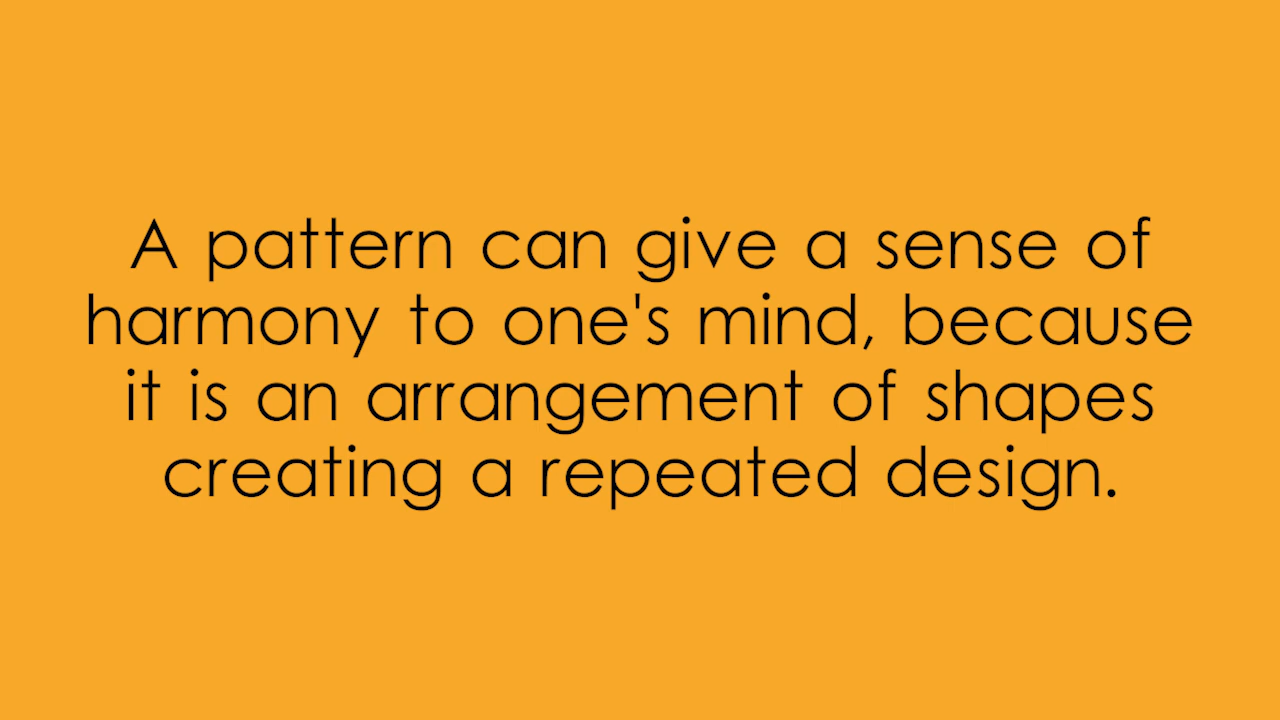 A pattern can give a sense of
harmony to one's mind, because
it is an arrangement of shapes
creating a repeated design.